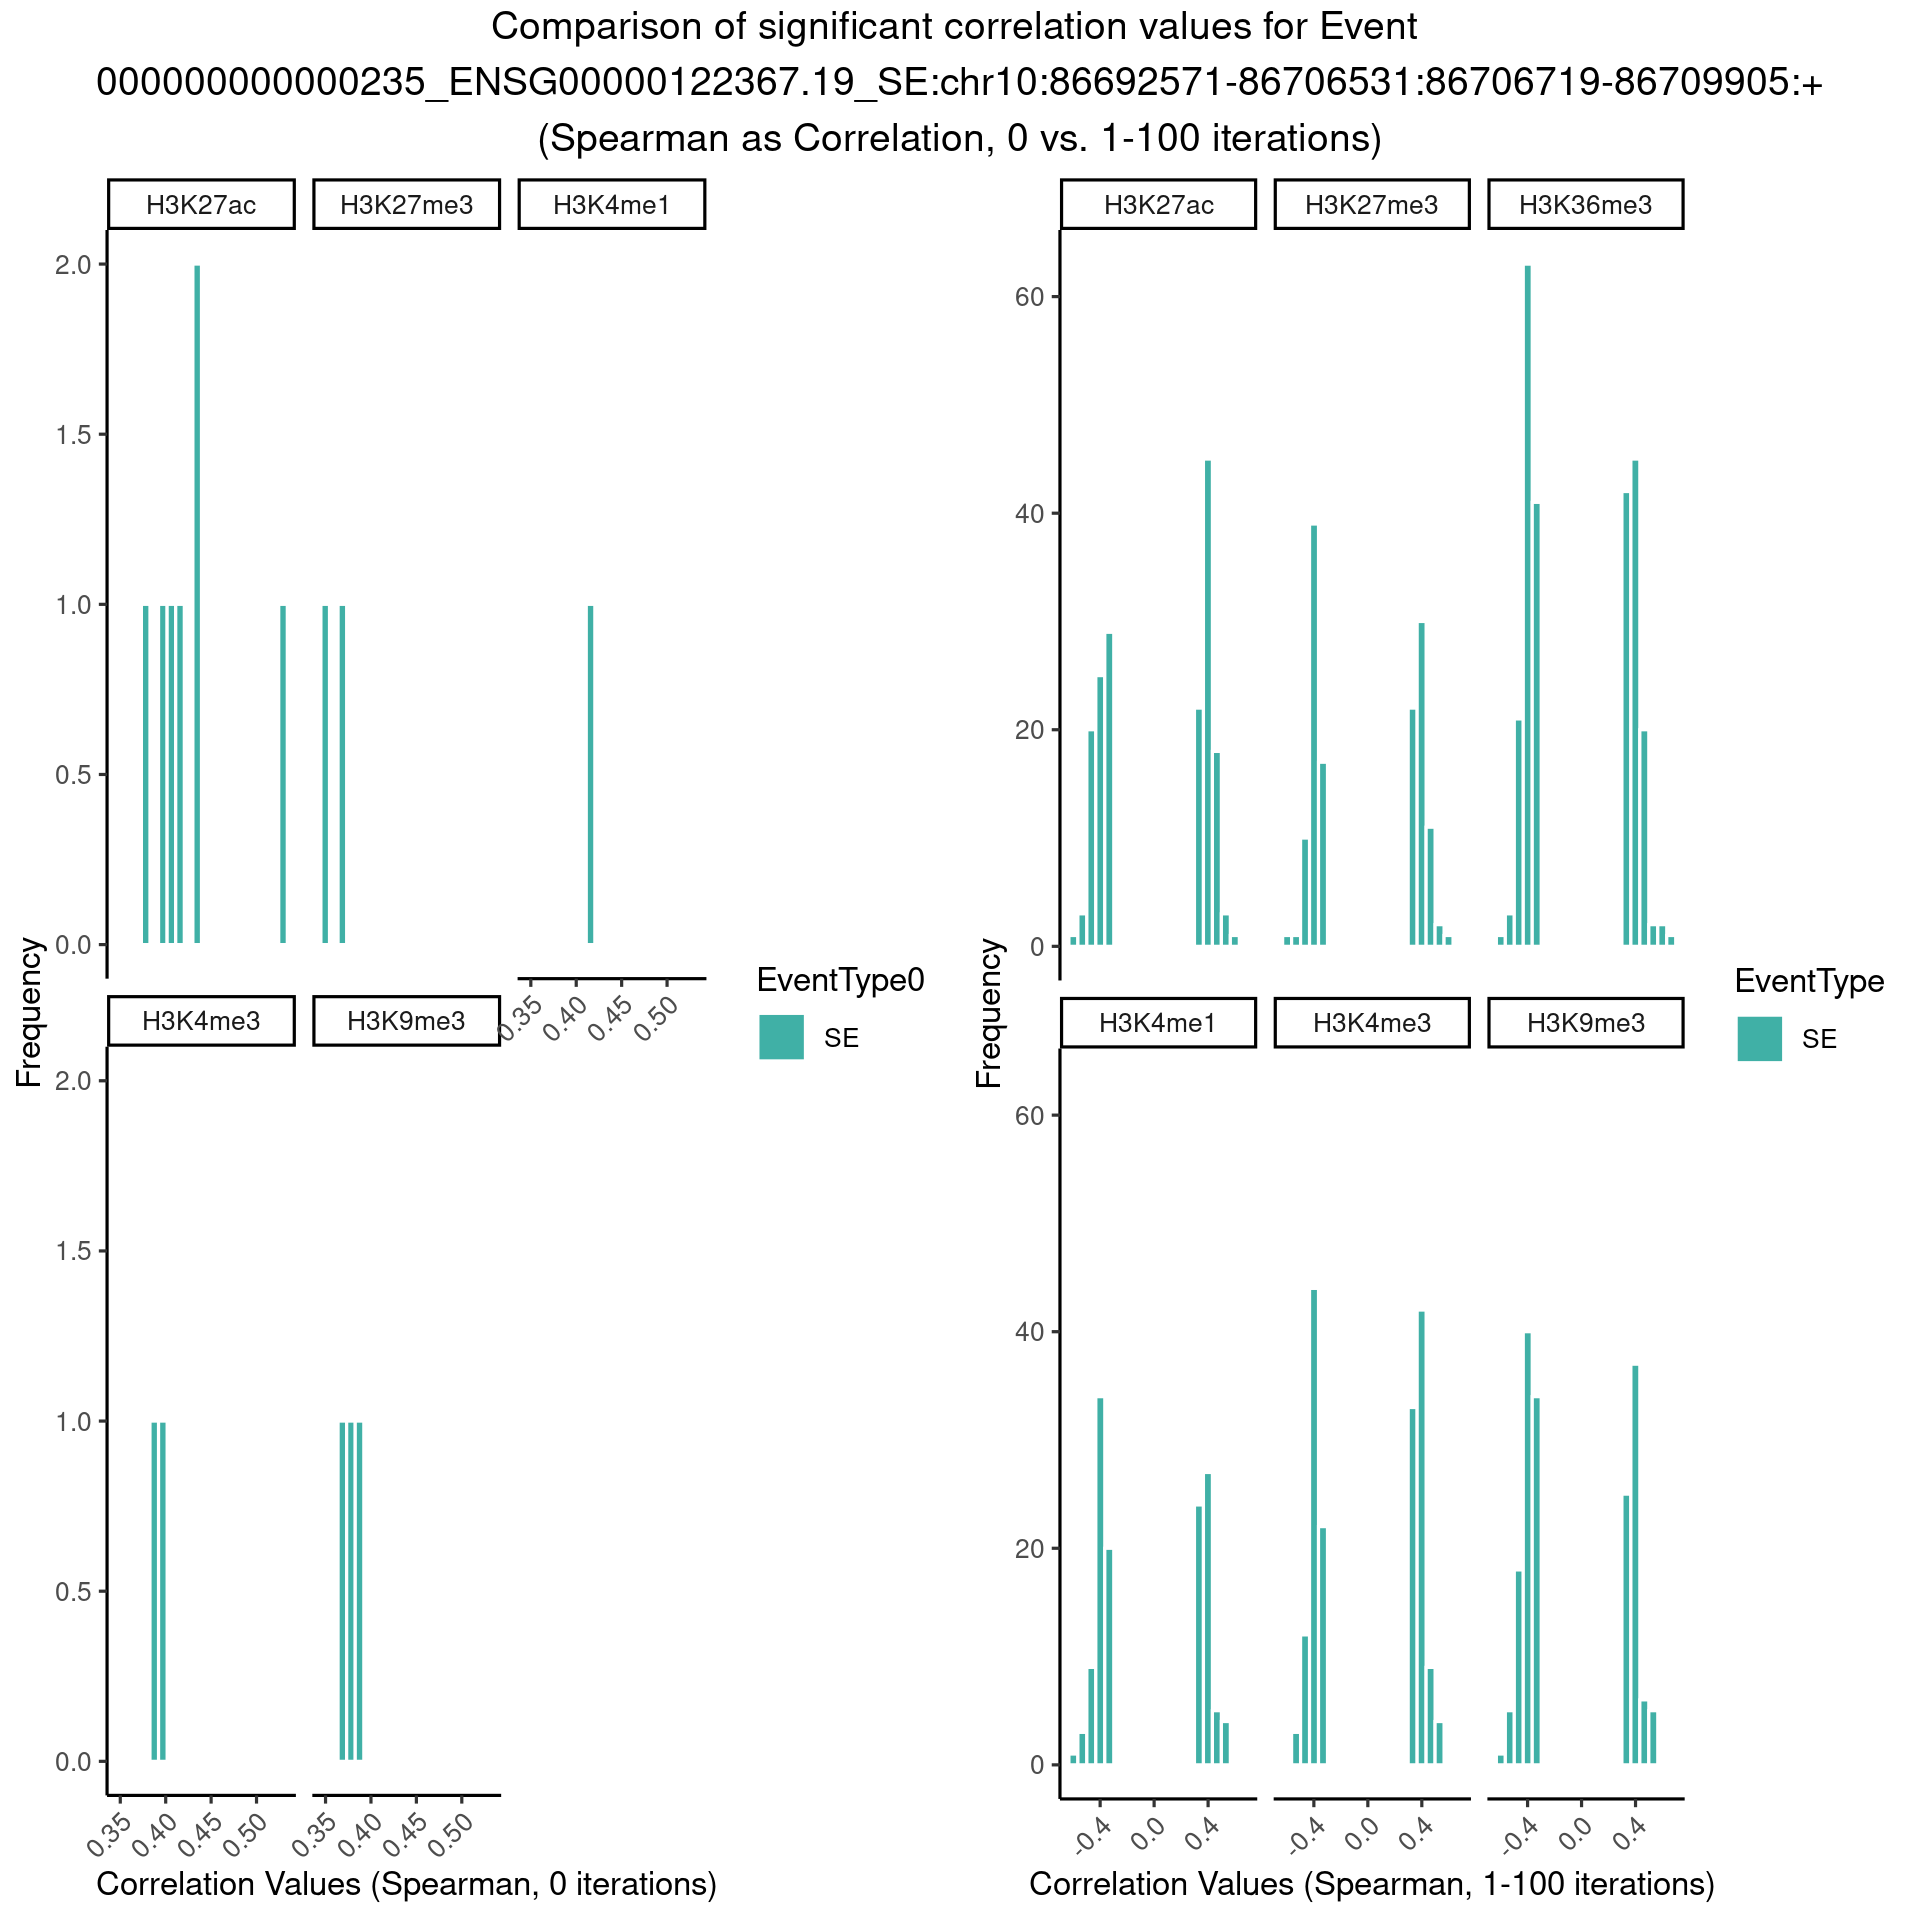 Comparison of significant correlation values for Event
000000000000235_ENSG00000122367.19_SE:chr10:86692571-86706531:86706719-86709905:+
(Spearman as Correlation, 0 vs. 1-100 iterations)
H3K27ac
H3K27me3
H3K4me1
2.0
1.5
1.0
0.5
0.0
0.35
0.40
0.45
0.50
H3K4me3
H3K9me3
2.0
1.5
1.0
0.5
0.0
0.35
0.40
0.45
0.50
0.35
0.40
0.45
0.50
Frequency
Correlation Values (Spearman, 0 iterations)
EventType0
SE
H3K27ac
H3K27me3
H3K36me3
60
40
20
0
H3K4me1
H3K4me3
H3K9me3
60
40
20
0
-0.4
0.0
0.4
-0.4
0.0
0.4
-0.4
0.0
0.4
Frequency
Correlation Values (Spearman, 1-100 iterations)
EventType
SE